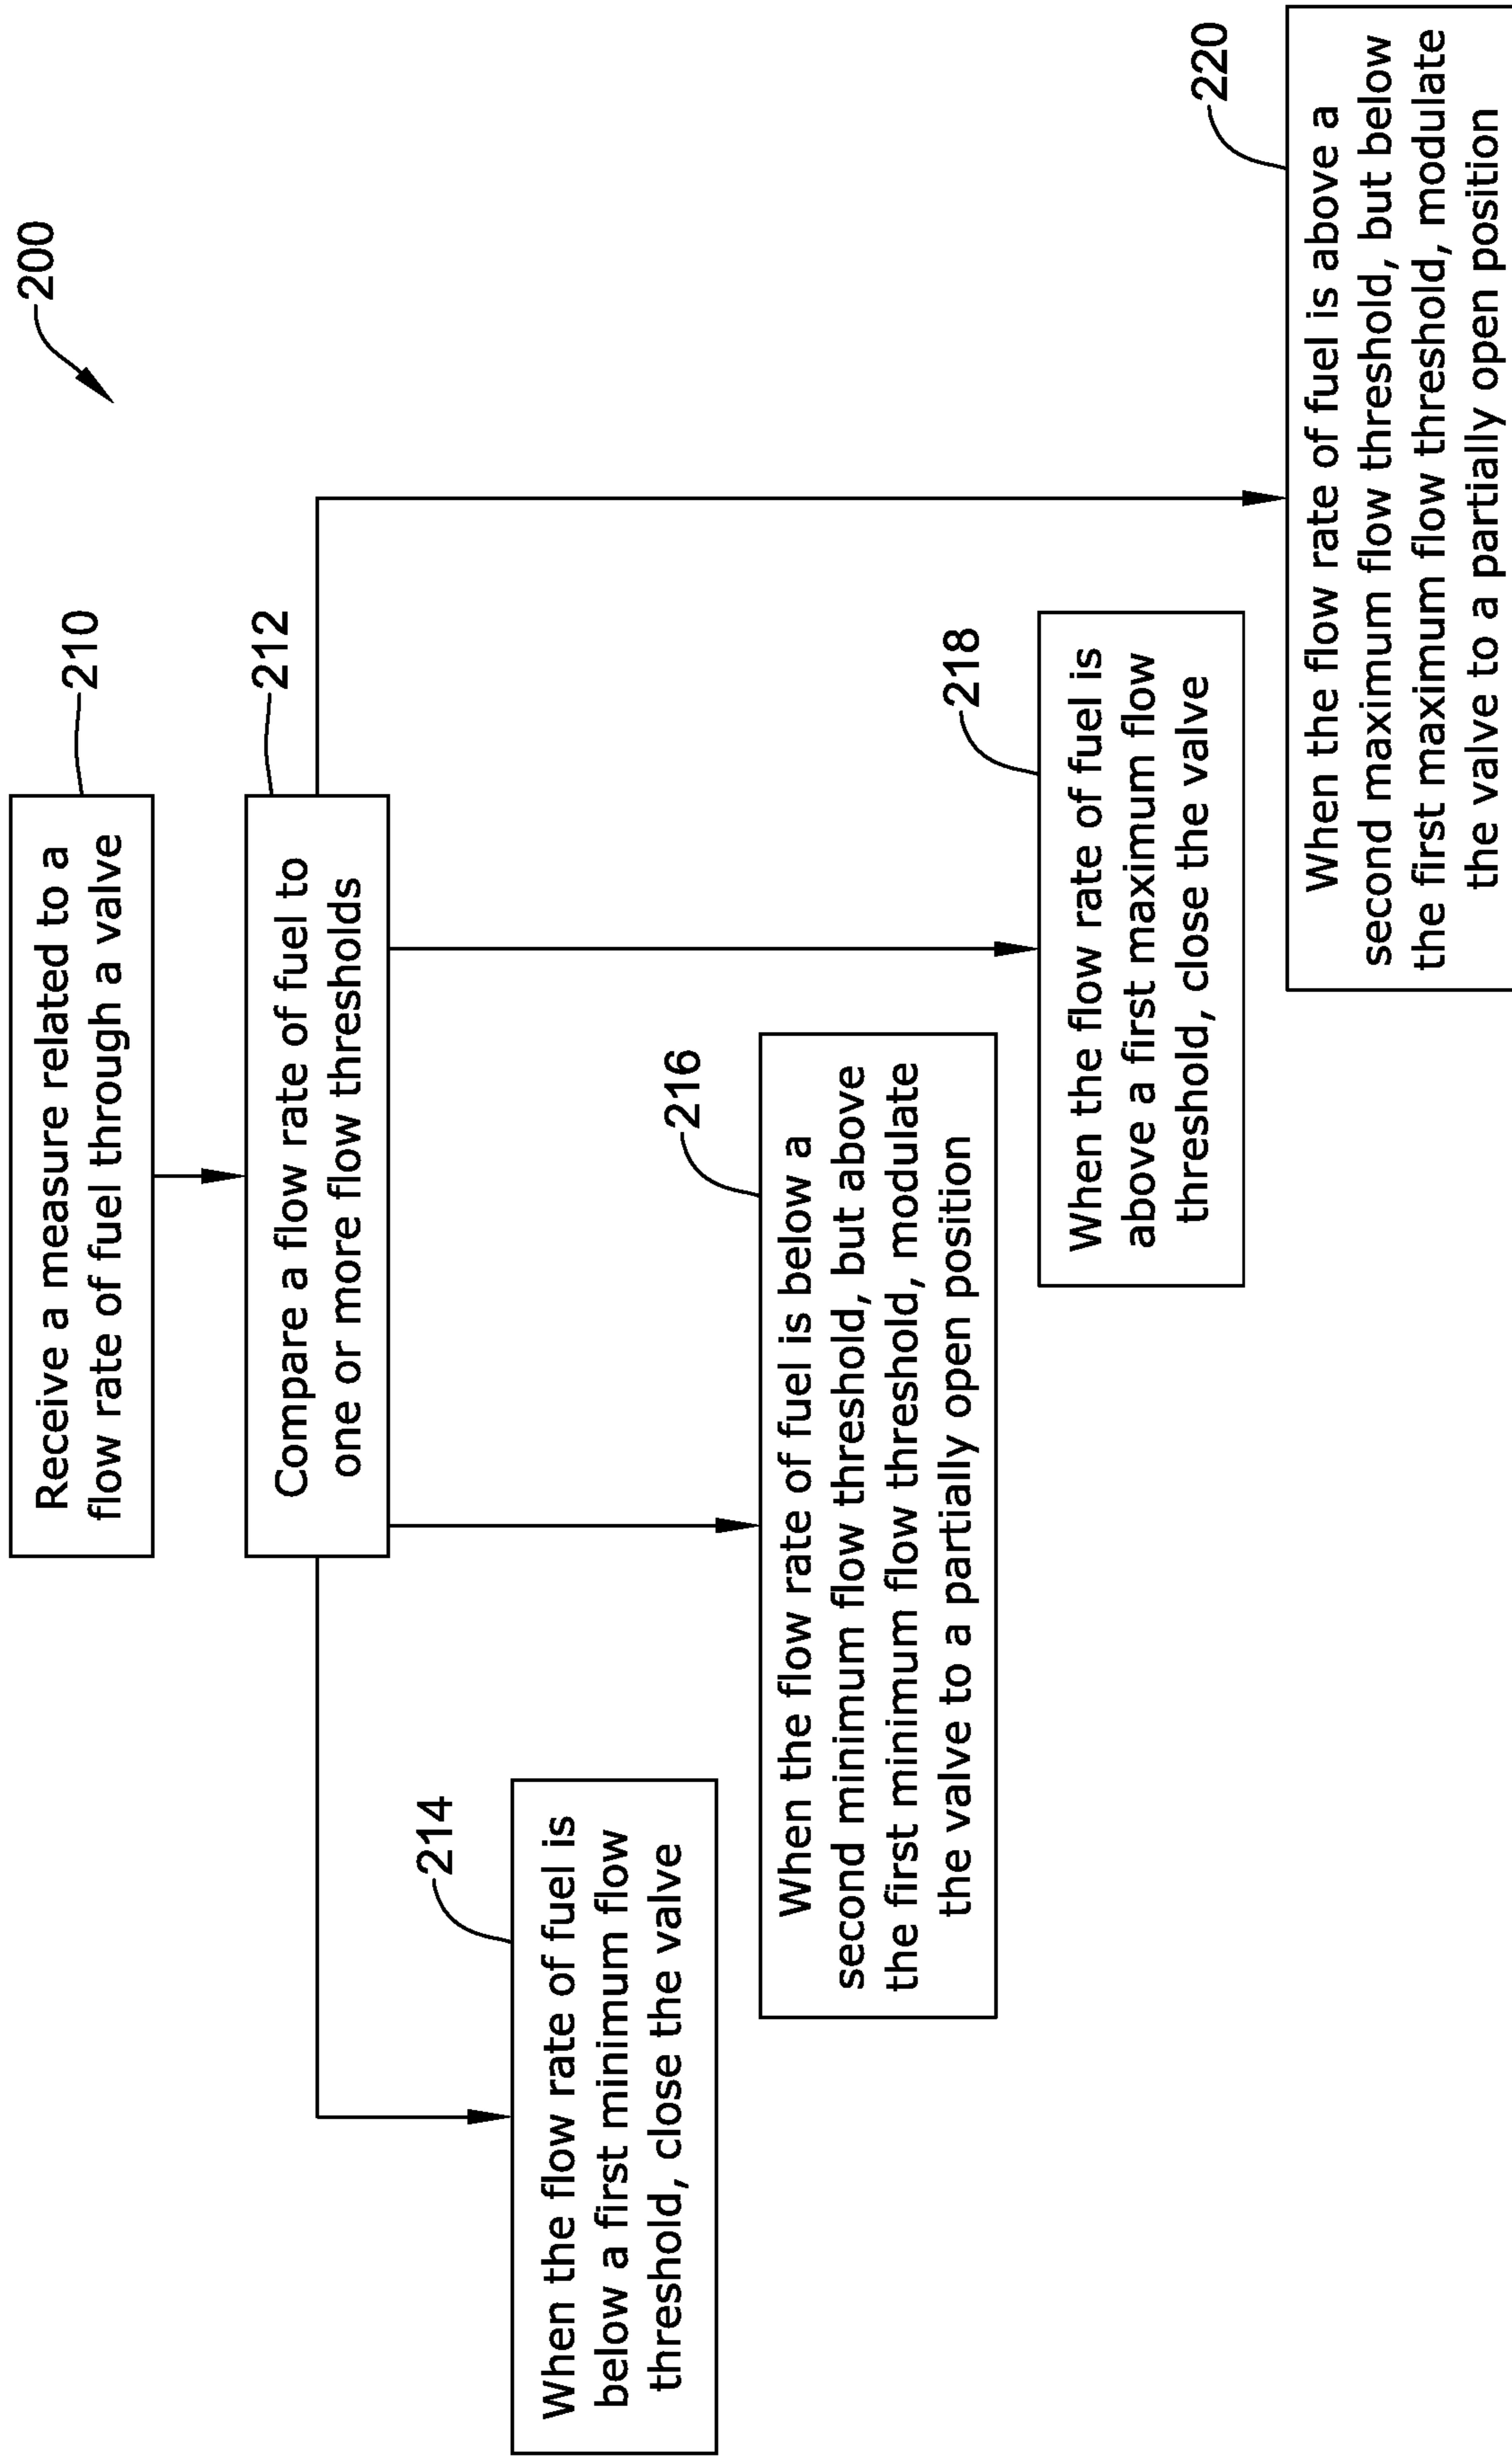 200
210
Receive a measure related to a
flow rate of fuel through a valve
212
Compare a flow rate of fuel to
one or more flow thresholds
214
When the flow rate of fuel is
below a first minimum flow
threshold, close the valve
216
When the flow rate of fuel is below a
second minimum flow threshold, but above
the first minimum flow threshold, modulate
the valve to a partially open position
218
When the flow rate of fuel is
above a first maximum flow
threshold, close the valve
220
When the flow rate of fuel is above a
second maximum flow threshold, but below
the first maximum flow threshold, modulate
the valve to a partially open position